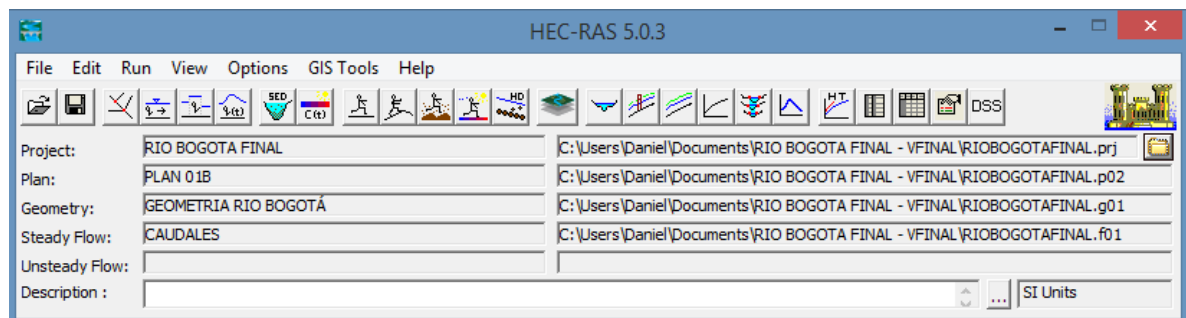 HEC-RAS 5.0.3
File Edit Run View Options GIS Tools Help
SED C(t) HD HT DSS
Project: RIO BOGOTA FINAL C:\Users\Daniel\Documents\RIO BOGOTA FINAL - VFINAL\RIOBOGOTAFINAL.prj
Plan: PLAN 01B C:\Users\Daniel\Documents\RIO BOGOTA FINAL - VFINAL\RIOBOGOTAFINAL.p02
Geometry: GEOMETRIA RIO BOGOTÁ C:\Users\Daniel\Documents\RIO BOGOTA FINAL - VFINAL\RIOBOGOTAFINAL.g01
Steady Flow: CAUDALES C:\Users\Daniel\Documents\RIO BOGOTA FINAL - VFINAL\RIOBOGOTAFINAL.f01
Unsteady Flow:
Description : ... SI Units